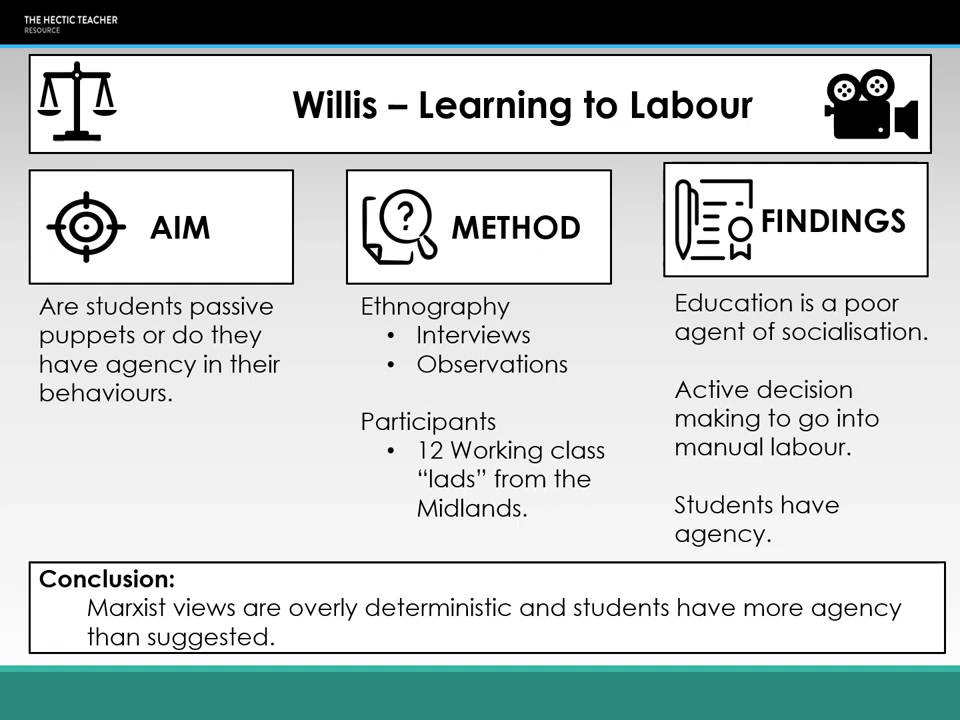 THE HECTIC TEACHER
RESOURCE
Willis – Learning to Labour
AIM
Are students passive
puppets or do they
have agency in their
behaviours.
METHOD
Ethnography
• Interviews
• Observations
Participants
• 12 Working class
“lads” from the
Midlands.
FINDINGS
Education is a poor
agent of socialisation.
Active decision
making to go into
manual labour.
Students have
agency.
Conclusion:
Marxist views are overly deterministic and students have more agency
than suggested.